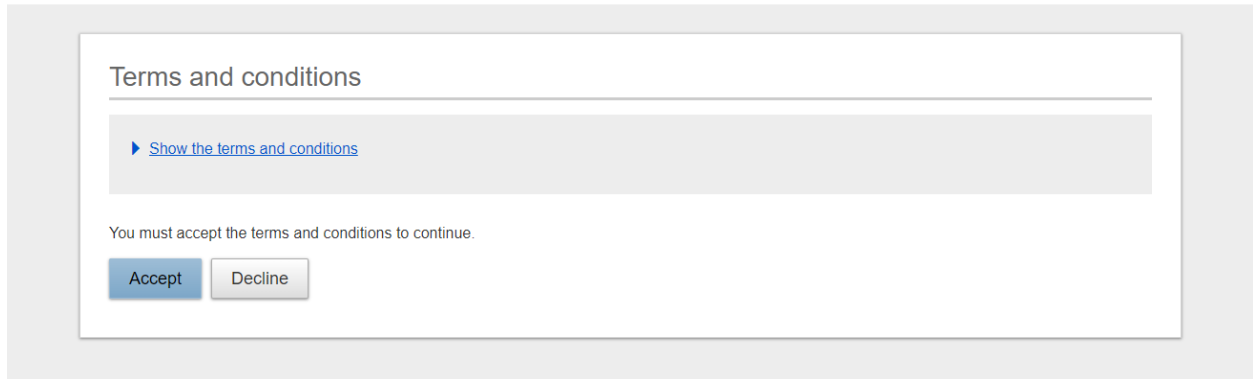 Terms and conditions
Show the terms and conditions
You must accept the terms and conditions to continue.
Accept Decline